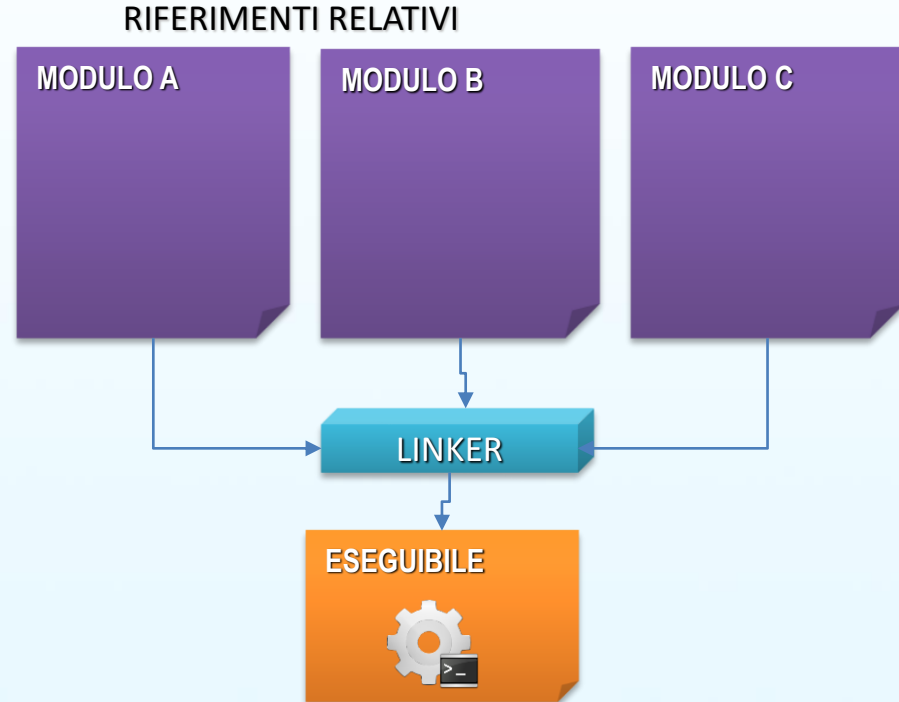 RIFERIMENTI RELATIVI
MODULO A
MODULO B
MODULO C
LINKER
ESEGUIBILE
>_